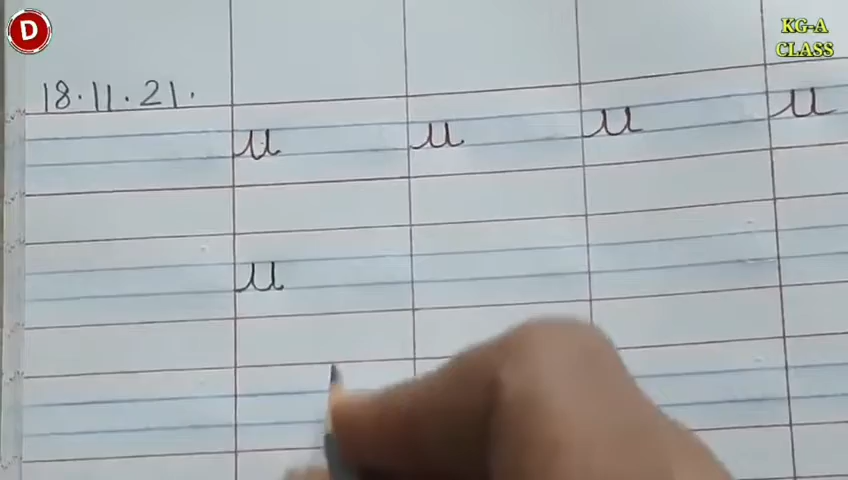 D
KG-A
CLASS
18.11.21.
u u u u
u